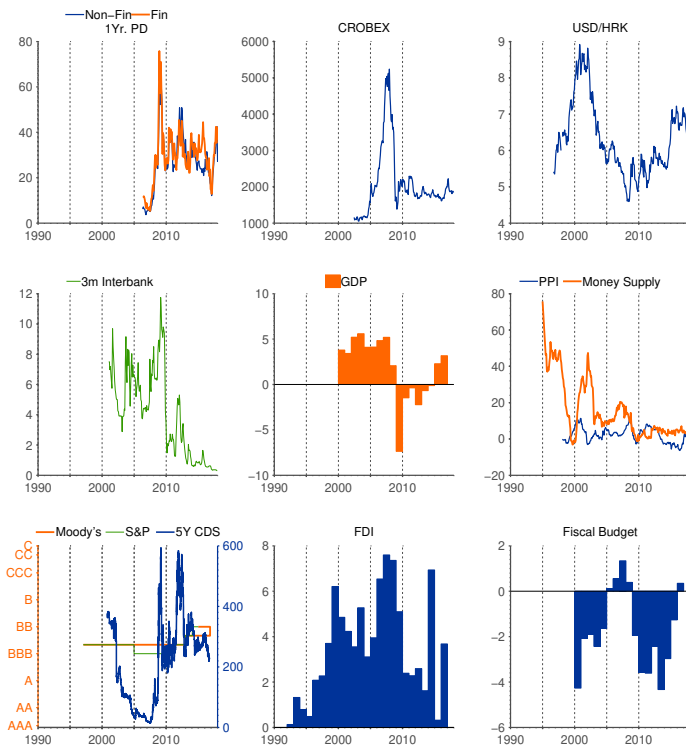 Non−Fin Fin
1Yr. PD
80
60
40
20
0
1990 2000 2010
CROBEX
6000
5000
4000
3000
2000
1000
1990 2000 2010
USD/HRK
9
8
7
6
5
4
1990 2000 2010
3m Interbank
12
10
8
6
4
2
0
1990 2000 2010
GDP
10
5
0
−5
−10
1990 2000 2010
PPI Money Supply
80
60
40
20
0
−20
1990 2000 2010
Moody's S&P 5Y CDS
C
CC
CCC
B
BB
BBB
A
AA
AAA
600
400
200
0
1990 2000 2010
FDI
8
6
4
2
0
1990 2000 2010
Fiscal Budget
2
0
−2
−4
−6
1990 2000 2010